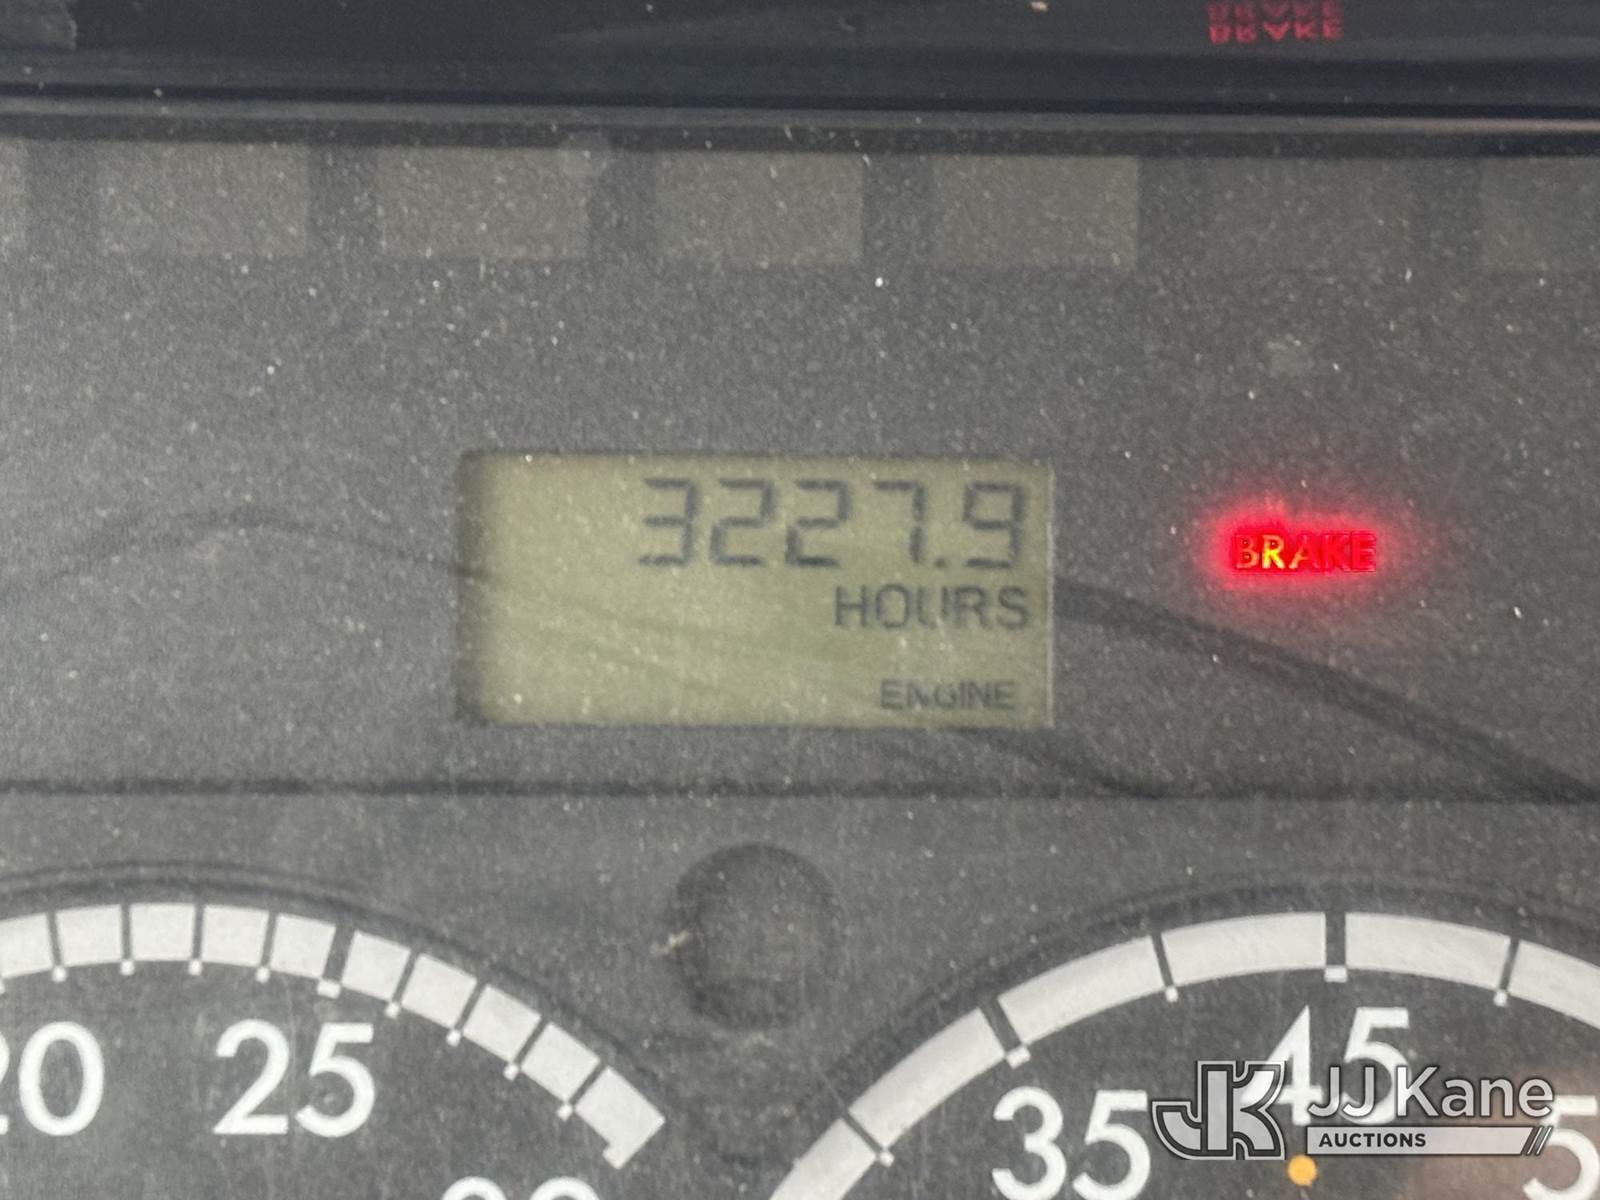 BRAKE
3227.9
HOURS
BRAKE
ENGINE
20 25
35 45
JJ Kane
AUCTIONS